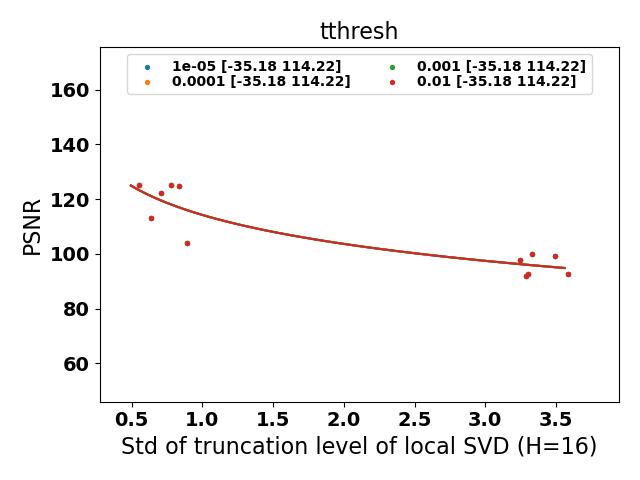 tthresh
1e-05 [-35.18 114.22]
0.0001 [-35.18 114.22]
0.001 [-35.18 114.22]
0.01 [-35.18 114.22]
PSNR
160
140
120
100
80
60
0.5 1.0 1.5 2.0 2.5 3.0 3.5
Std of truncation level of local SVD (H=16)